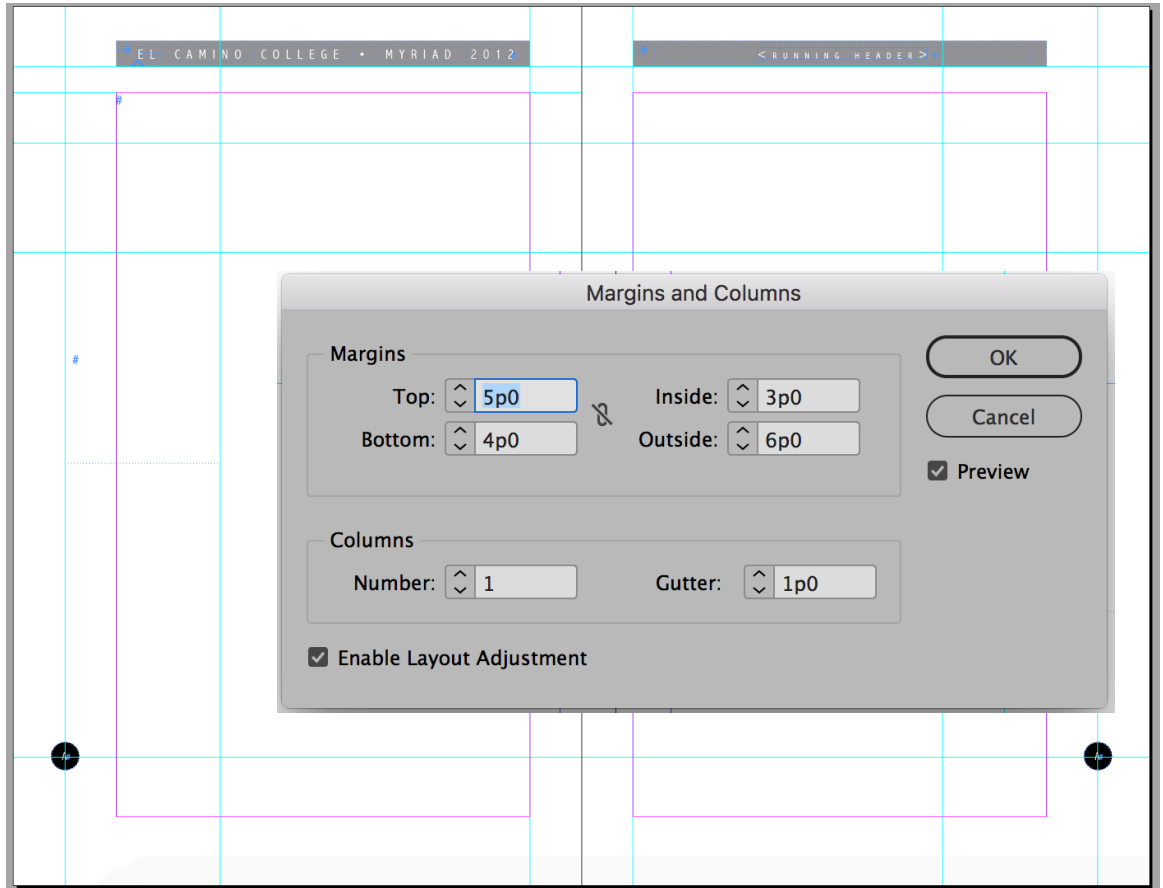 # EL CAMINO COLLEGE • MYRIAD 2012
# <RUNNING HEADER>
#
#
Margins and Columns
Margins
Top: 5p0
Inside: 3p0
OK
Bottom: 4p0
Outside: 6p0
Cancel
Preview
Columns
Number: 1
Gutter: 1p0
Enable Layout Adjustment